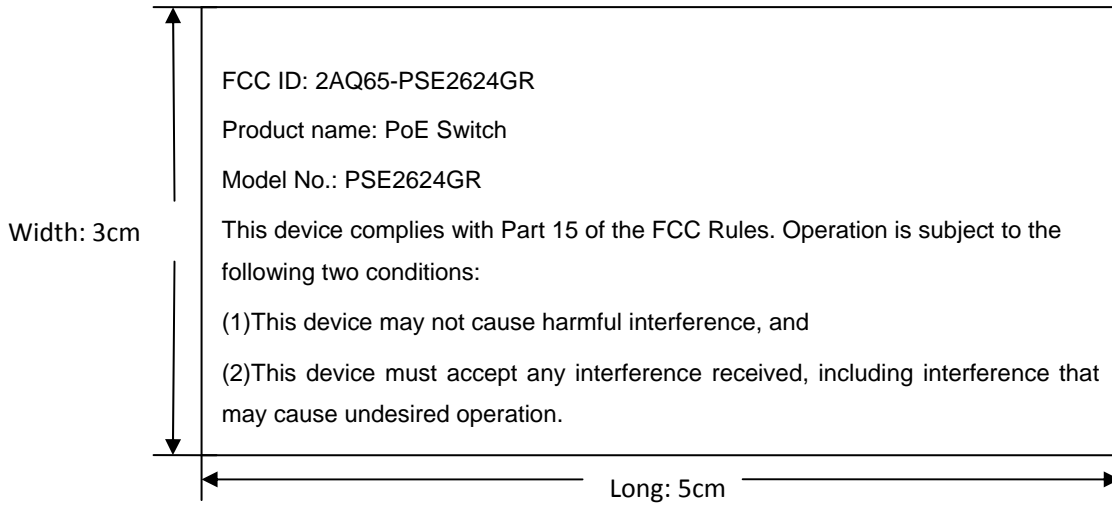 FCC ID: 2AQ65-PSE2624GR
Product name: PoE Switch
Model No.: PSE2624GR
Width: 3cm
This device complies with Part 15 of the FCC Rules. Operation is subject to the
following two conditions:
(1)This device may not cause harmful interference, and
(2)This device must accept any interference received, including interference that
may cause undesired operation.
Long: 5cm